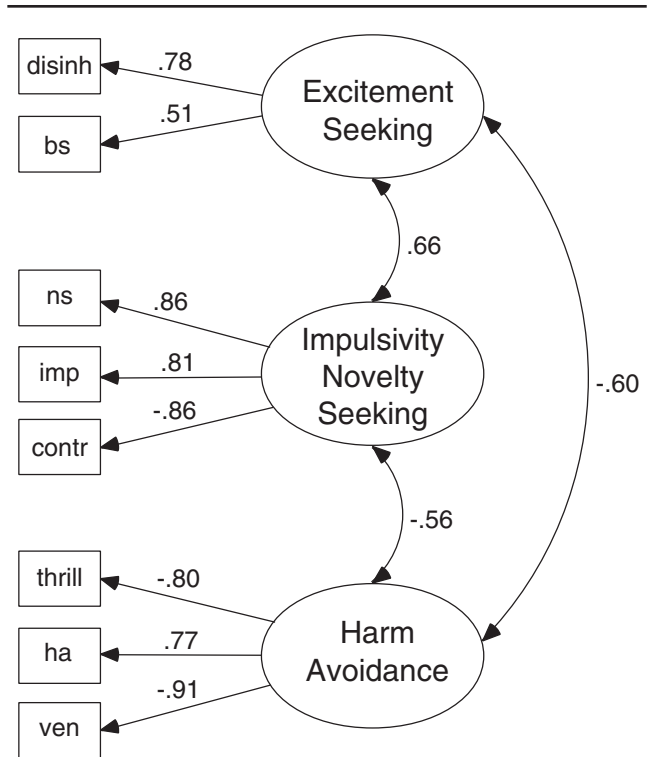 disinh
.78
Excitement
Seeking
bs
.51
.66
ns
.86
Impulsivity
Novelty
Seeking
imp
.81
contr
-.86
-.60
-.56
thrill
-.80
Harm
Avoidance
ha
.77
ven
-.91